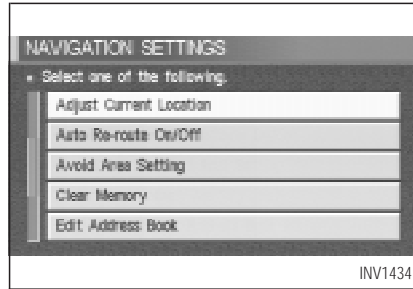 NAVIGATION SETTINGS
Select one of the following.
Adjust Current Location
Auto Re-route On/Off
Avoid Area Setting
Clear Memory
Edit Address Book
INV1434